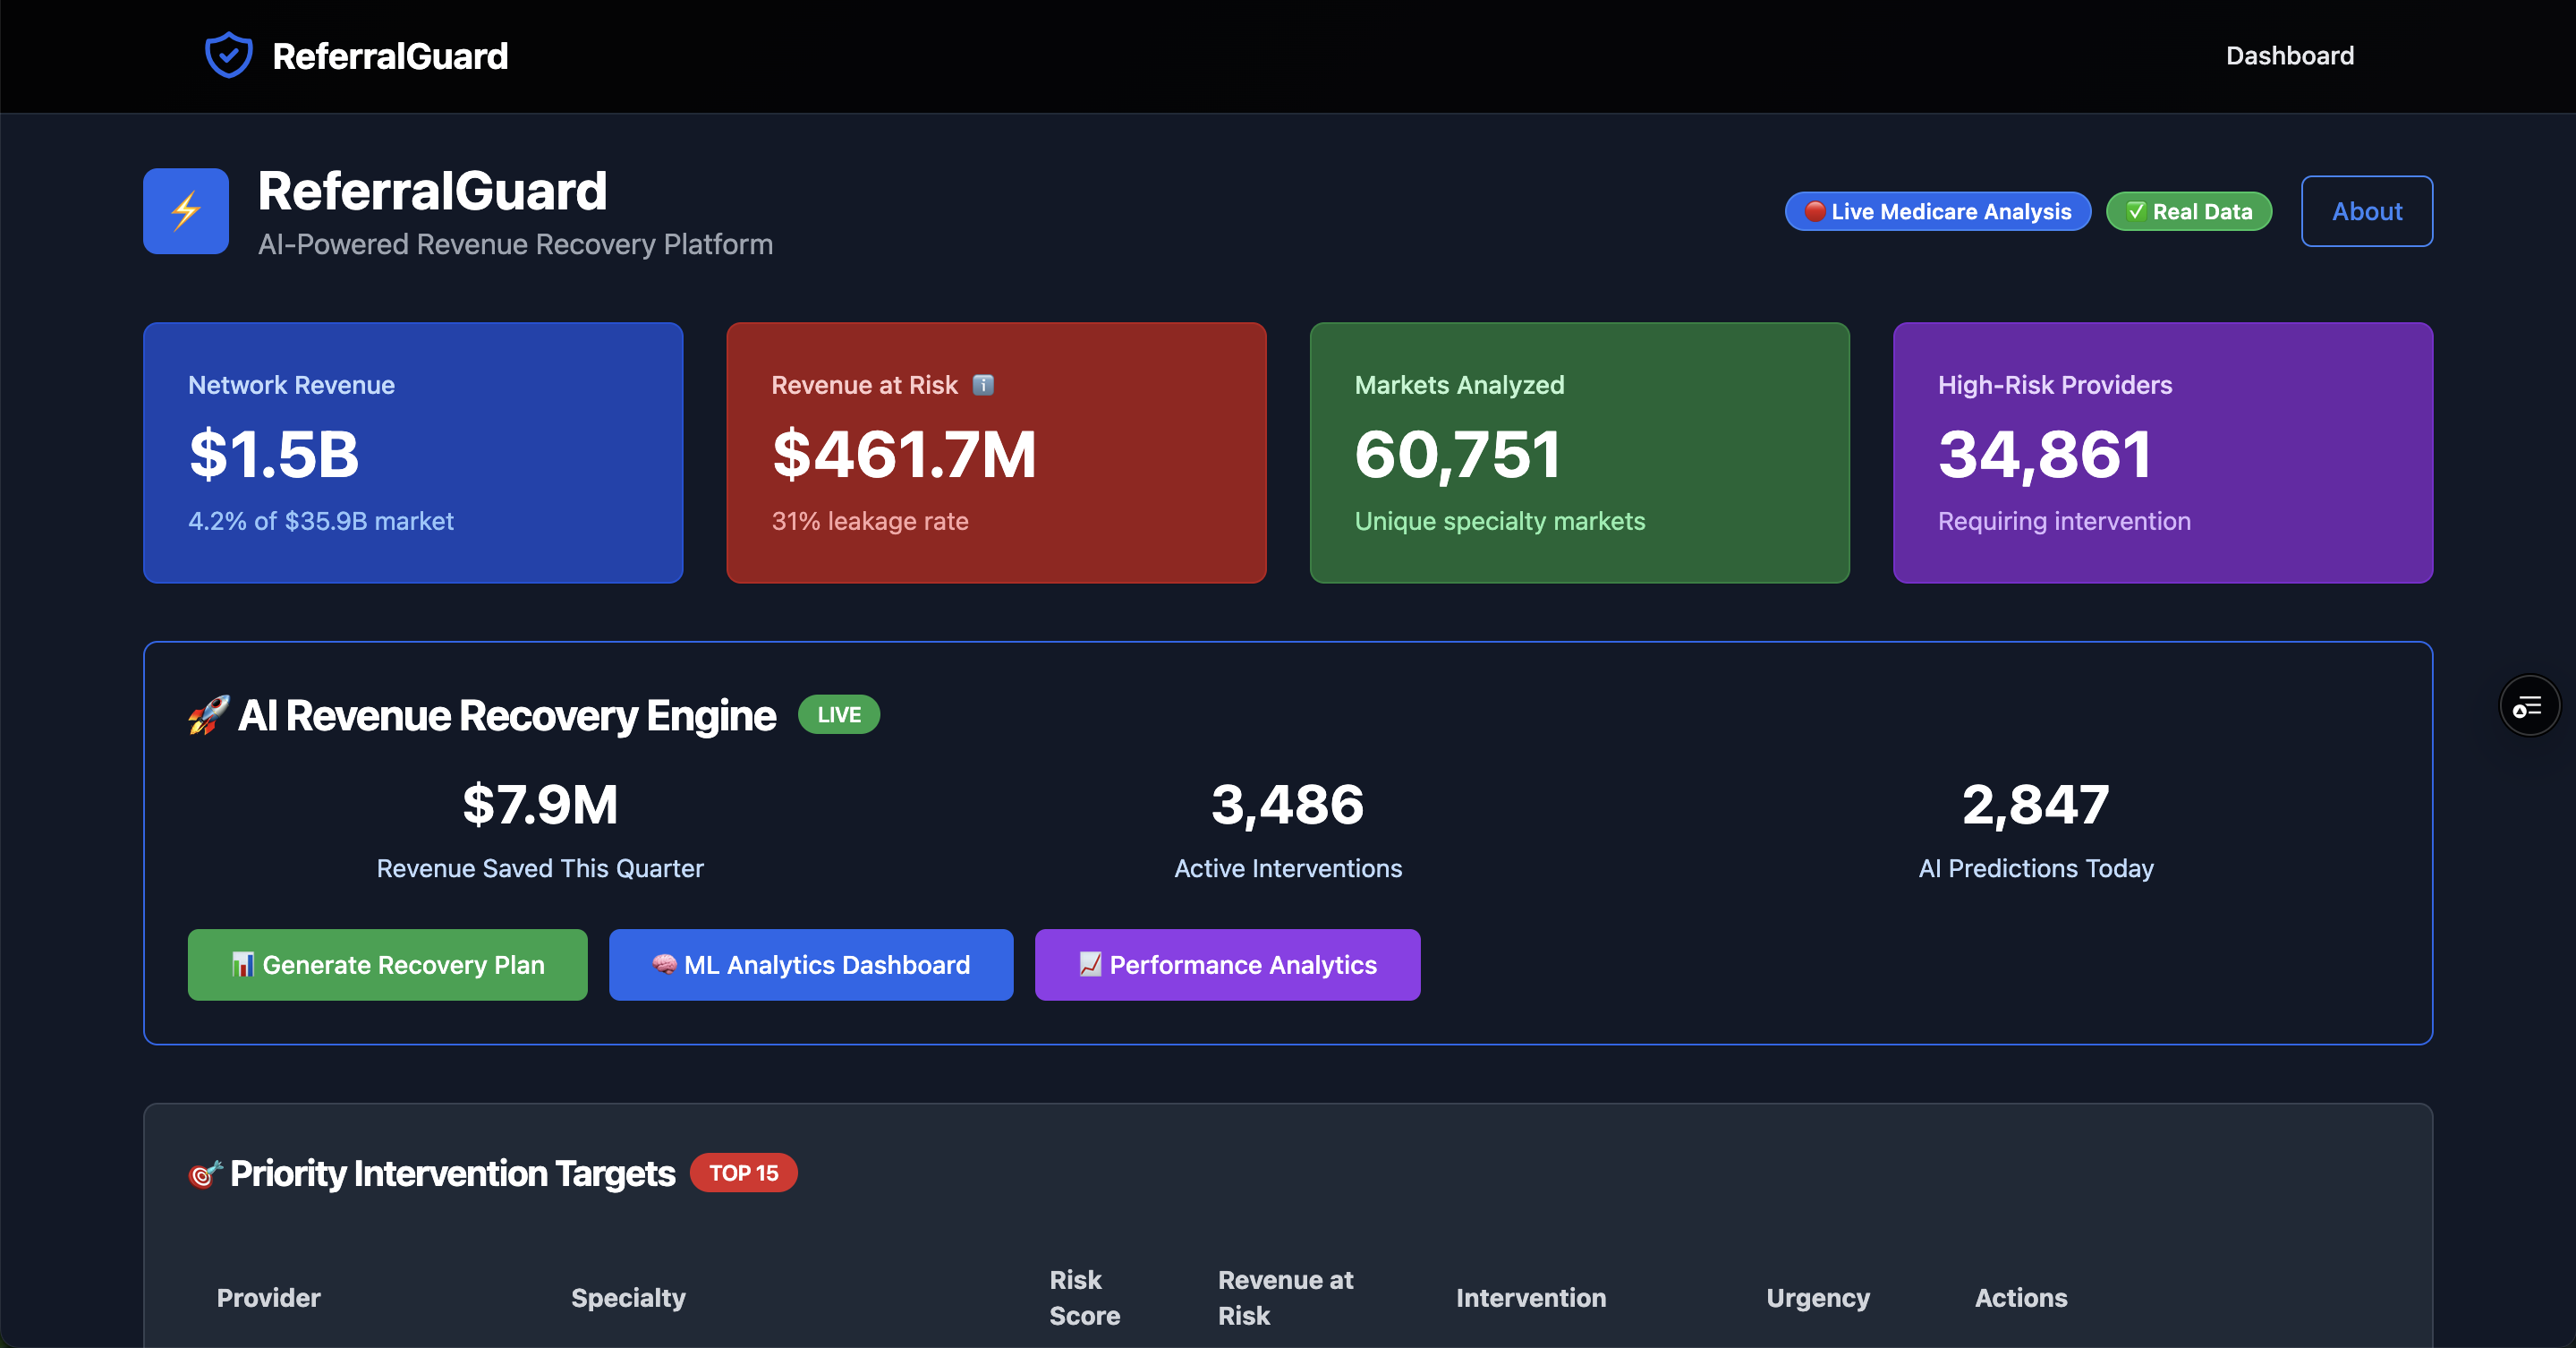 ReferralGuard
Dashboard
⚡ ReferralGuard
AI-Powered Revenue Recovery Platform
🔴 Live Medicare Analysis
✅ Real Data
About
Network Revenue
$1.5B
4.2% of $35.9B market
Revenue at Risk ℹ️
$461.7M
31% leakage rate
Markets Analyzed
60,751
Unique specialty markets
High-Risk Providers
34,861
Requiring intervention
🚀 AI Revenue Recovery Engine
LIVE
$7.9M
Revenue Saved This Quarter
3,486
Active Interventions
2,847
AI Predictions Today
📊 Generate Recovery Plan
🧠 ML Analytics Dashboard
📈 Performance Analytics
🎯 Priority Intervention Targets
TOP 15
Provider
Specialty
Risk
Score
Revenue at
Risk
Intervention
Urgency
Actions